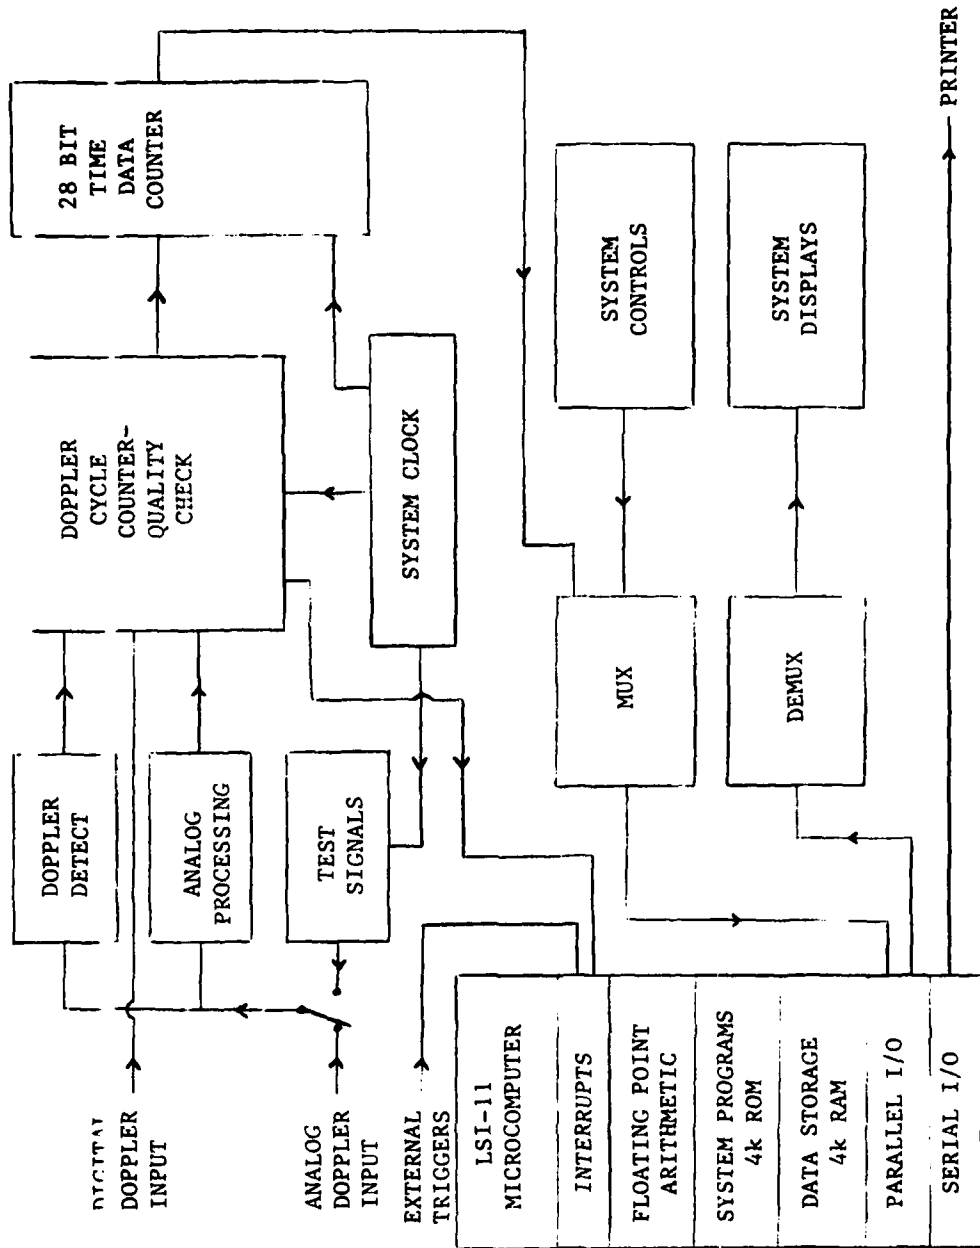 DOPPLER
INPUT
ANALOG
DOPPLER
INPUT
EXTERNAL
TRIGGERS
DOPPLER
DETECT
ANALOG
PROCESSING
TEST
SIGNALS
DOPPLER
CYCLE
COUNTER-
QUALITY
CHECK
SYSTEM CLOCK
28 BIT
TIME
DATA
COUNTER
LSI-11
MICROCOMPUTER
INTERRUPTS
FLOATING POINT
ARITHMETIC
SYSTEM PROGRAMS
4k ROM
DATA STORAGE
4k RAM
PARALLEL I/O
SERIAL I/O
MUX
DEMUX
SYSTEM
CONTROLS
SYSTEM
DISPLAYS
PRINTER